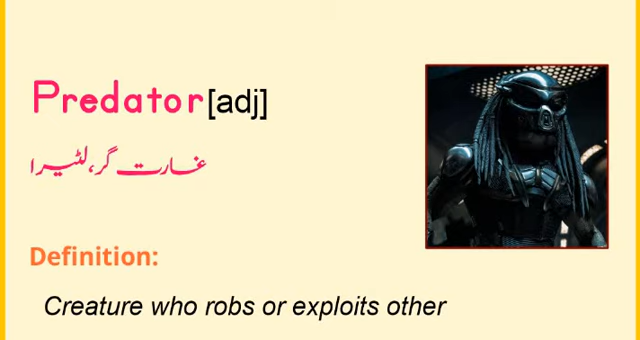 Predator[adj]
غارت گر، لٹیرا
Definition:
Creature who robs or exploits other